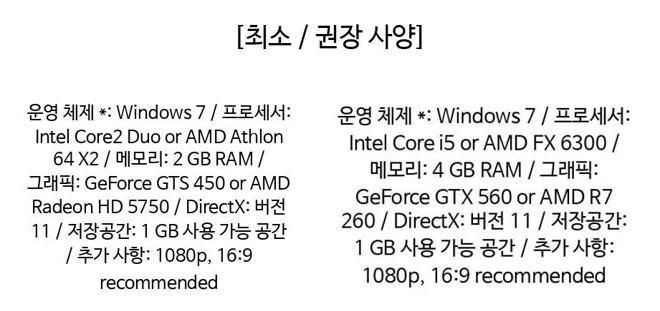 [최소 / 권장 사양]
운영 체제 *: Windows 7 / 프로세서:
Intel Core2 Duo or AMD Athlon
64 X2 / 메모리: 2 GB RAM /
그래픽: GeForce GTS 450 or AMD
Radeon HD 5750 / DirectX: 버전
11 / 저장공간: 1 GB 사용 가능 공간
/ 추가 사항: 1080p, 16:9
recommended
운영 체제 *: Windows 7 / 프로세서:
Intel Core i5 or AMD FX 6300 /
메모리: 4 GB RAM / 그래픽:
GeForce GTX 560 or AMD R7
260 / DirectX: 버전 11 / 저장공간:
1 GB 사용 가능 공간 / 추가 사항:
1080p, 16:9 recommended